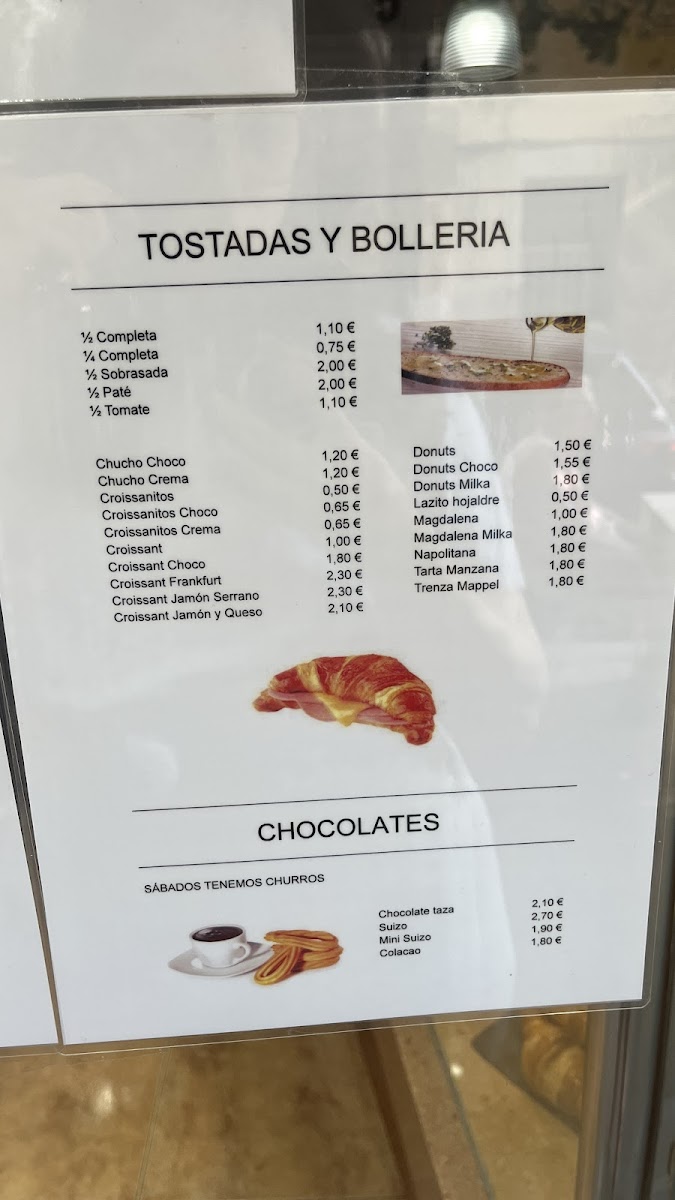 TOSTADAS Y BOLLERIA
½ Completa 1,10 €
¼ Completa 0,75 €
½ Sobrasada 2,00 €
½ Paté 2,00 €
½ Tomate 1,10 €
Chucho Choco 1,20 €
Chucho Crema 1,20 €
Croissanitos 0,50 €
Croissanitos Choco 0,65 €
Croissanitos Crema 0,65 €
Croissant 1,00 €
Croissant Choco 1,80 €
Croissant Frankfurt 2,30 €
Croissant Jamón Serrano 2,30 €
Croissant Jamón y Queso 2,10 €
Donuts 1,50 €
Donuts Choco 1,55 €
Donuts Milka 1,80 €
Lazito hojaldre 0,50 €
Magdalena 1,00 €
Magdalena Milka 1,80 €
Napolitana 1,80 €
Tarta Manzana 1,80 €
Trenza Mappel 1,80 €
CHOCOLATES
SÁBADOS TENEMOS CHURROS
Chocolate taza 2,10 €
Suizo 2,70 €
Mini Suizo 1,90 €
Colacao 1,80 €